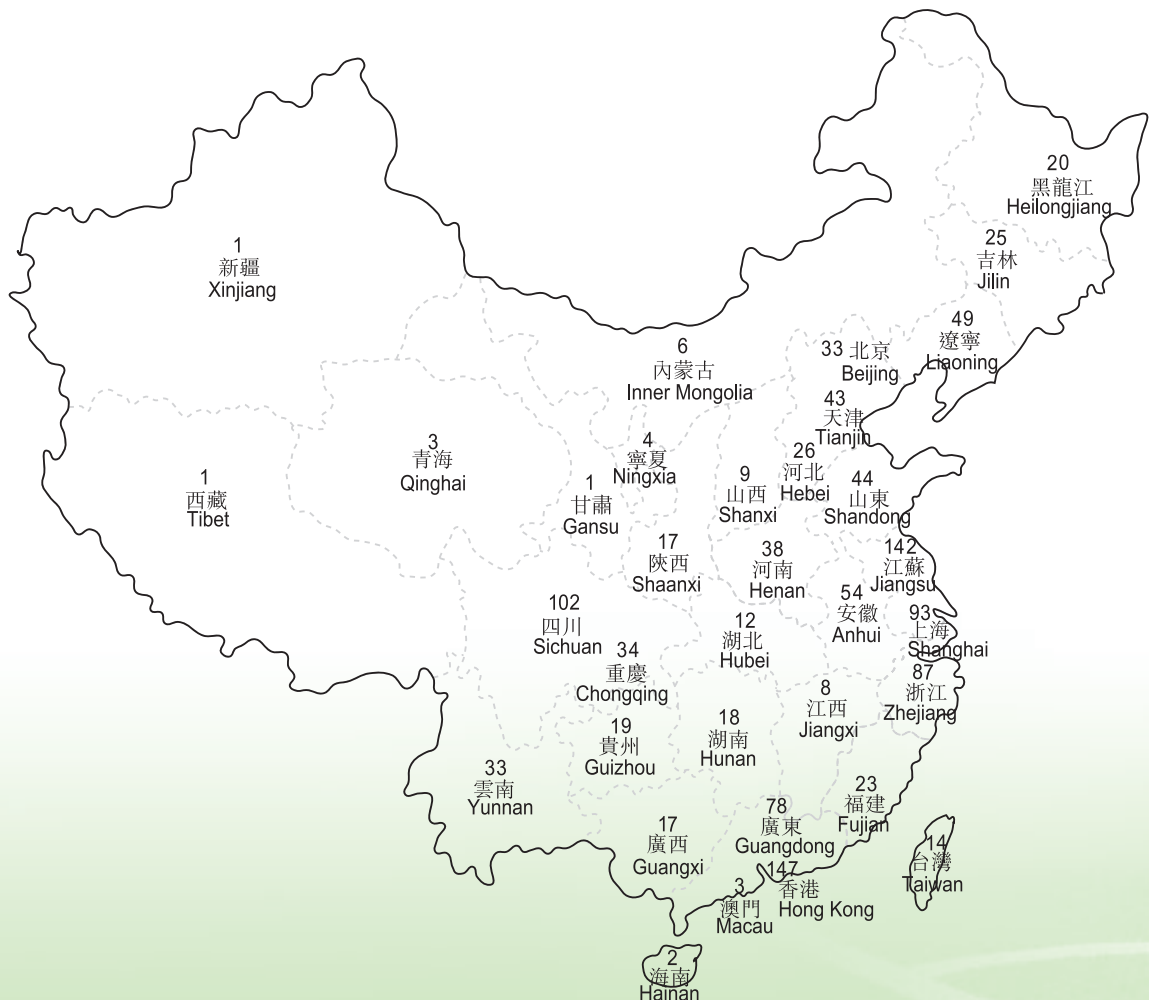 20
黑龍江
Heilongjiang
25
吉林
Jilin
1
新疆
Xinjiang
49
遼寧
Liaoning
6
內蒙古
Inner Mongolia
33 北京
Beijing
43
天津
Tianjin
3
青海
Qinghai
4
寧夏
Ningxia
26
河北
Hebei
1
西藏
Tibet
1
甘肅
Gansu
9
山西
Shanxi
44
山東
Shandong
17
陝西
Shaanxi
38
河南
Henan
142
江蘇
Jiangsu
54
安徽
Anhui
102
四川
Sichuan
12
湖北
Hubei
93
上海
Shanghai
34
重慶
Chongqing
87
浙江
Zhejiang
8
江西
Jiangxi
19
貴州
Guizhou
18
湖南
Hunan
33
雲南
Yunnan
23
福建
Fujian
17
廣西
Guangxi
78
廣東
Guangdong
14
台灣
Taiwan
147
香港
Hong Kong
3
澳門
Macau
2
海南
Hainan